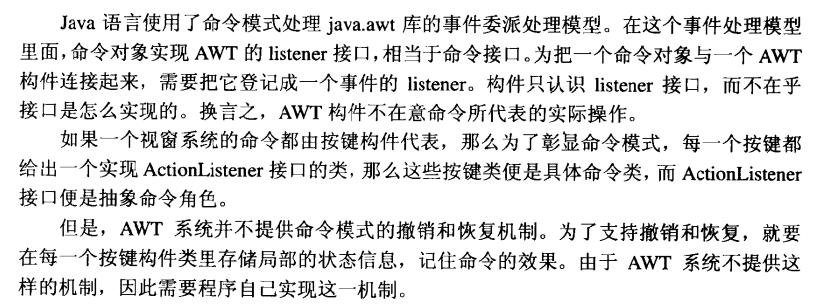 Java 语言使用了命令模式处理 java.awt 库的事件委派处理模型。在这个事件处理模型
里面，命令对象实现 AWT 的 listener 接口，相当于命令接口。为把一个命令对象与一个 AWT
构件连接起来，需要把它登记成一个事件的 listener。构件只认识 listener 接口，而不在乎
接口是怎么实现的。换言之，AWT 构件不在意命令所代表的实际操作。
如果一个视窗系统的命令都由按键构件代表，那么为了彰显命令模式，每一个按键都
给出一个实现 ActionListener 接口的类，那么这些按键类便是具体命令类，而 ActionListener
接口便是抽象命令角色。
但是，AWT 系统并不提供命令模式的撤销和恢复机制。为了支持撤销和恢复，就要
在每一个按键构件类里存储局部的状态信息，记住命令的效果。由于 AWT 系统不提供这
样的机制，因此需要程序自己实现这一机制。